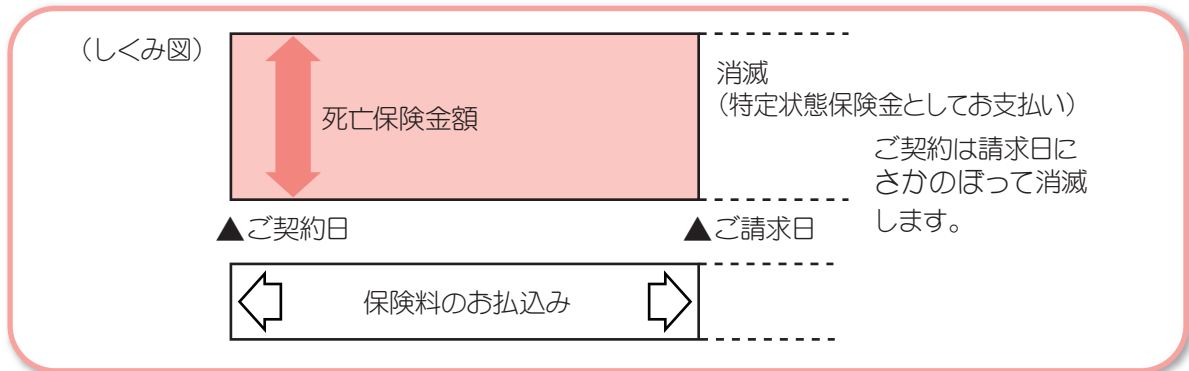 （しくみ図）
死亡保険金額
消滅
（特定状態保険金としてお支払い）
ご契約は請求日に
さかのぼって消滅
します。
▲ご契約日
▲ご請求日
保険料のお払込み